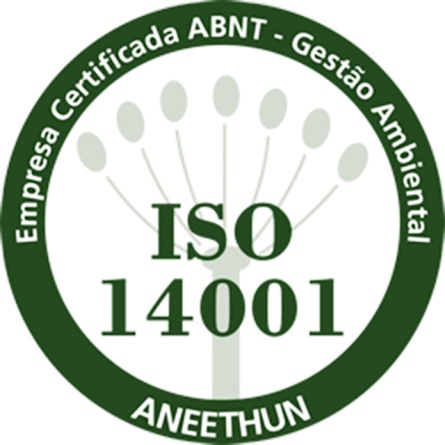 Empresa Certificada ABNT - Gestão Ambiental
ISO
14001
ANEETHUN